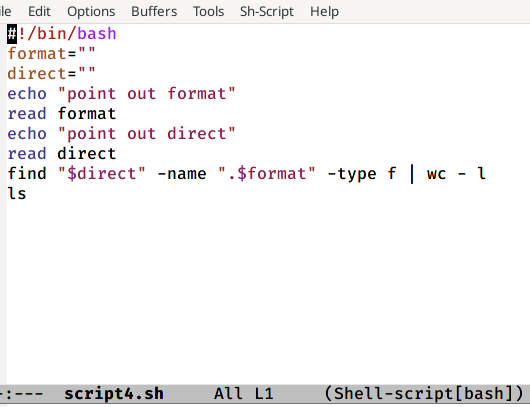 Edit Options Buffers Tools Sh-Script Help
#!/bin/bash
format=""
direct=""
echo "point out format"
read format
echo "point out direct"
read direct
find "$direct" -name ".$format" -type f | wc - l
ls
-:--- script4.sh All L1 (Shell-script[bash])